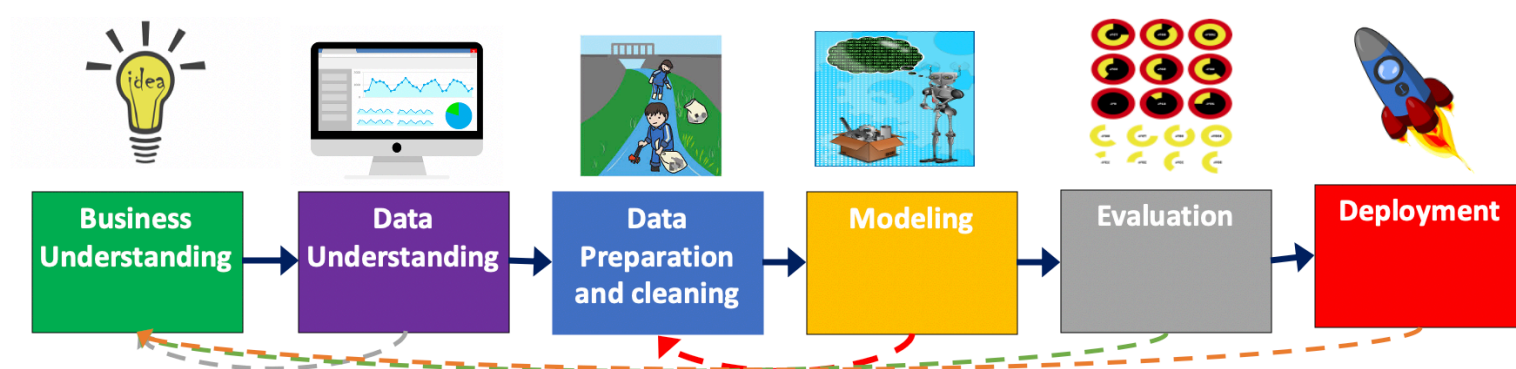 idea
Business
Understanding
Data
Understanding
Data
Preparation
and cleaning
Modeling
Evaluation
Deployment